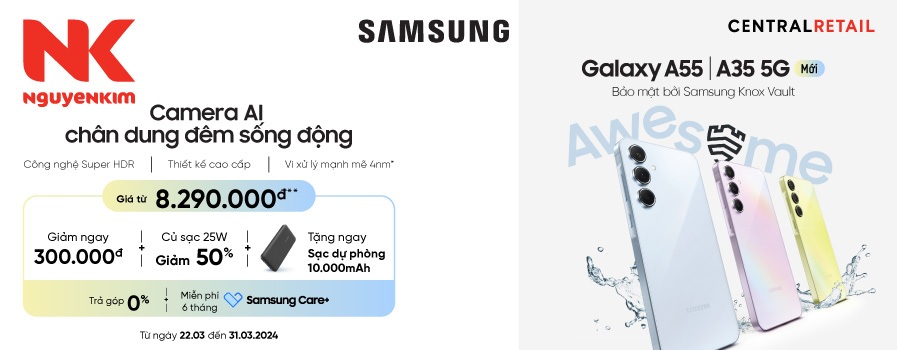 NK
NGUYENKIM
SAMSUNG
Camera AI
chân dung đêm sống động
Công nghệ Super HDR | Thiết kế cao cấp | Vi xử lý mạnh mẽ 4nm*
Giá từ 8.290.000đ**
Giảm ngay
300.000đ
+
Củ sạc 25W
Giảm 50%
+
Tặng ngay
Sạc dự phòng
10.000mAh
Trả góp 0%
+
Miễn phí
6 tháng
Samsung Care+
Từ ngày 22.03 đến 31.03.2024
CENTRALRETAIL
Galaxy A55 | A35 5G Mới
Bảo mật bởi Samsung Knox Vault
Awesome
SAMSUNG